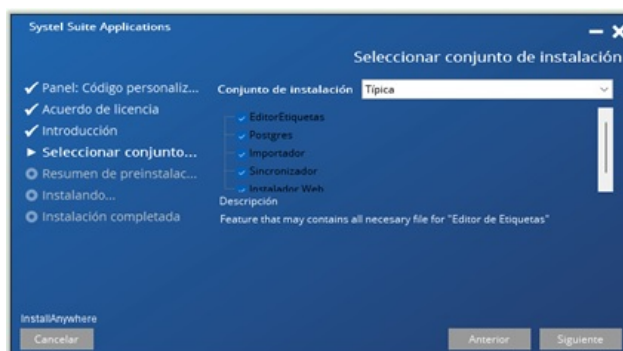 Systel Suite Applications
Seleccionar conjunto de instalación
Panel: Código personaliz...
Acuerdo de licencia
Introducción
Seleccionar conjunto...
Resumen de preinstalac...
Instalando...
Instalación completada
Conjunto de instalación Típica
EditorEtiquetas
Postgres
Importador
Sincronizador
Instalador Web
Descripción
Feature that may contains all necesary file for "Editor de Etiquetas"
InstallAnywhere
Cancelar
Anterior
Siguiente